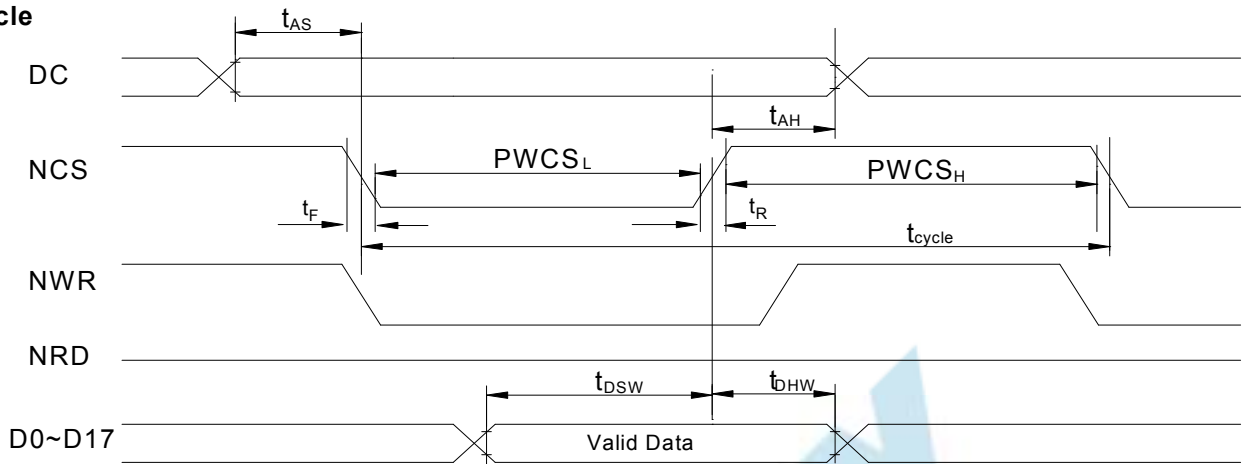 cle
tAS
DC
tAH
NCS
PWCSL
PWCSH
tF
tR
tcycle
NWR
NRD
tDSW
tDHW
D0~D17
Valid Data